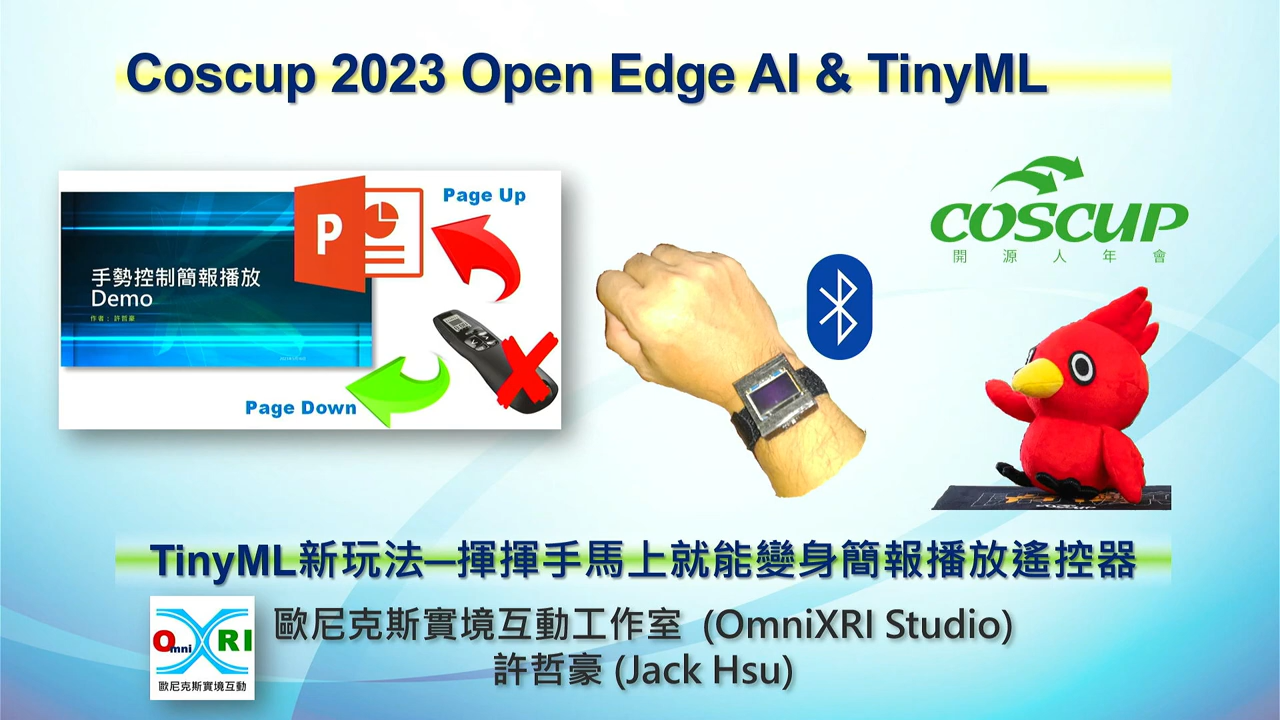 Coscup 2023 Open Edge AI & TinyML
Page Up
P
手勢控制簡報播放
Demo
作者：許哲豪
Page Down
COSCUP
開源人年會
TinyML新玩法─揮揮手馬上就能變身簡報播放遙控器
Omni XRI
歐尼克斯實境互動
歐尼克斯實境互動工作室 (OmniXRI Studio)
許哲豪 (Jack Hsu)